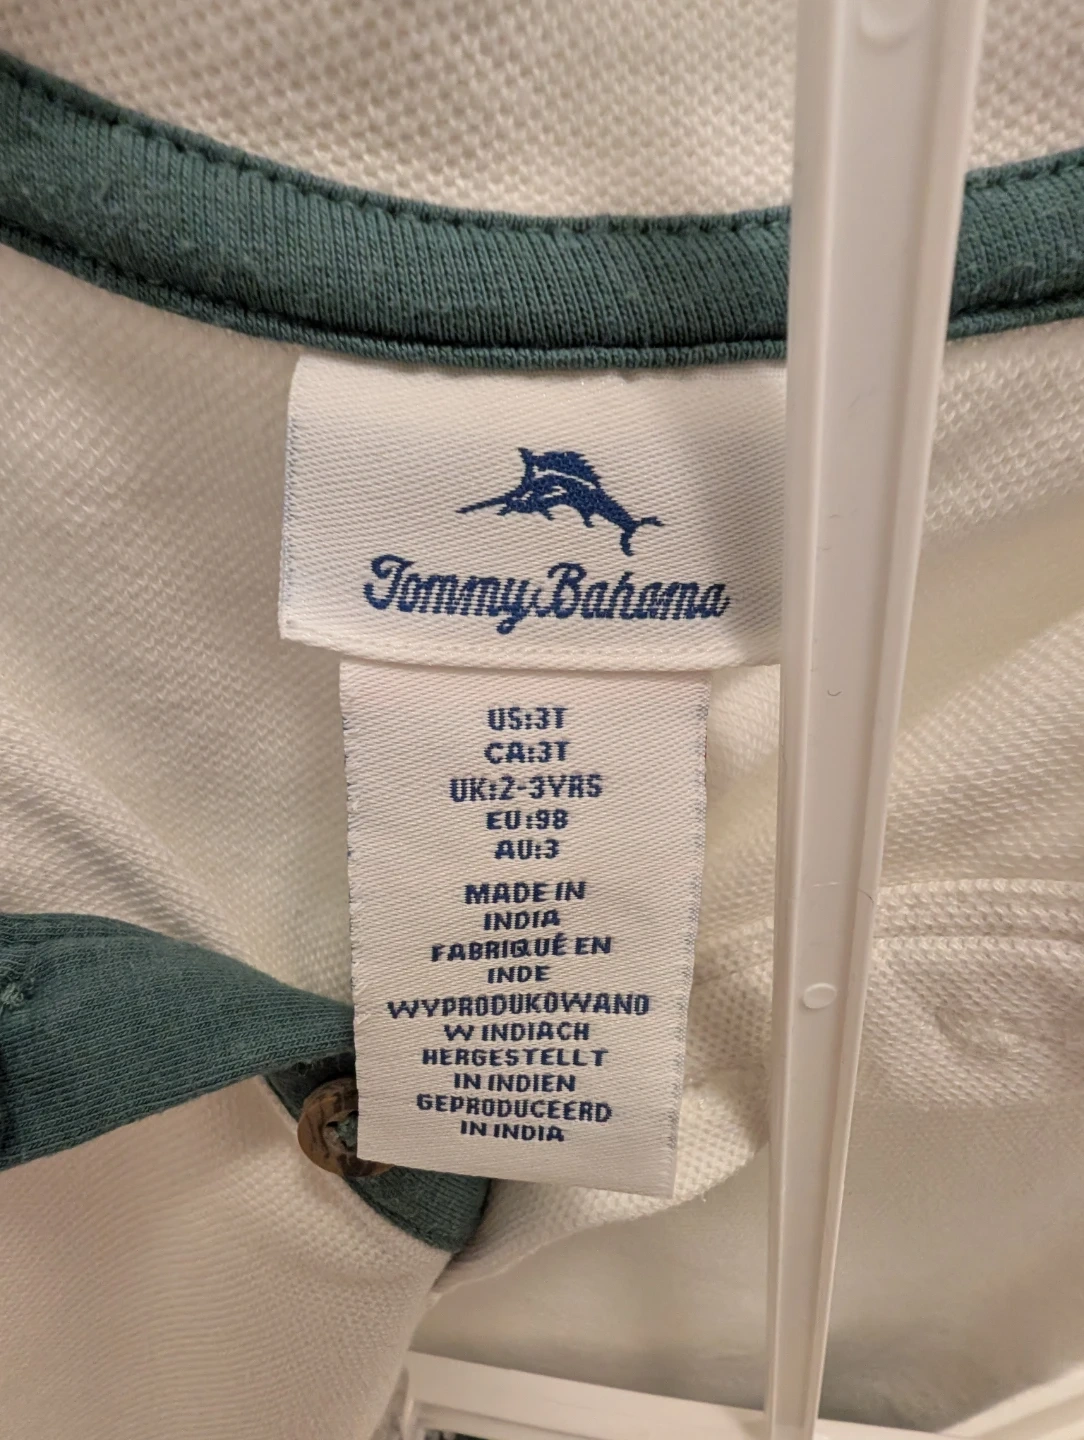 Tommy Bahama
US:3T
CA:3T
UK:2-3YRS
EU:98
AU:3
MADE IN
INDIA
FABRIQUÉ EN
INDE
WYPRODUKOWANO
W INDIACH
HERGESTELLT
IN INDIEN
GEPRODUCEERD
IN INDIA